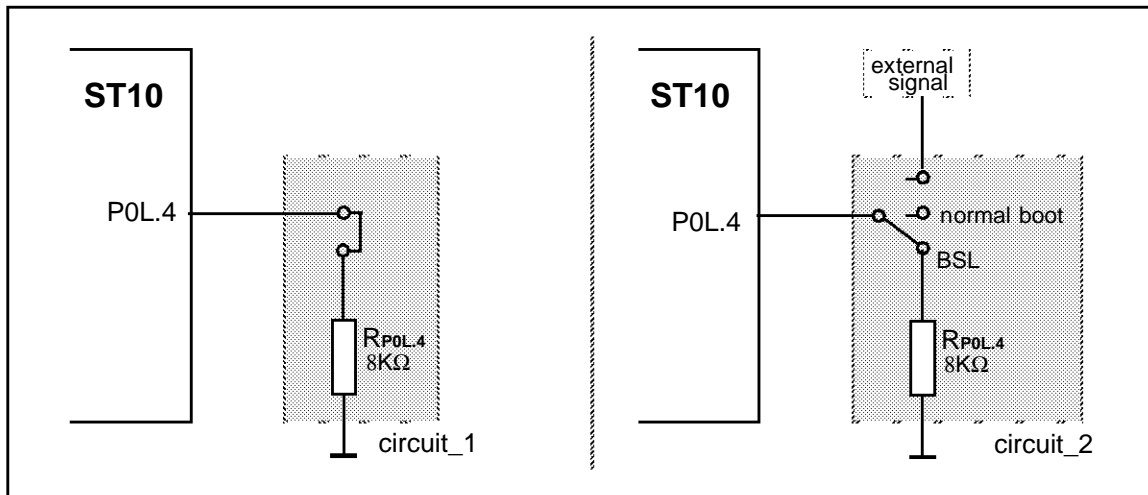 ST10
P0L.4
RP0L.4
8KΩ
circuit_1
ST10
external
signal
P0L.4
normal boot
BSL
RP0L.4
8KΩ
circuit_2